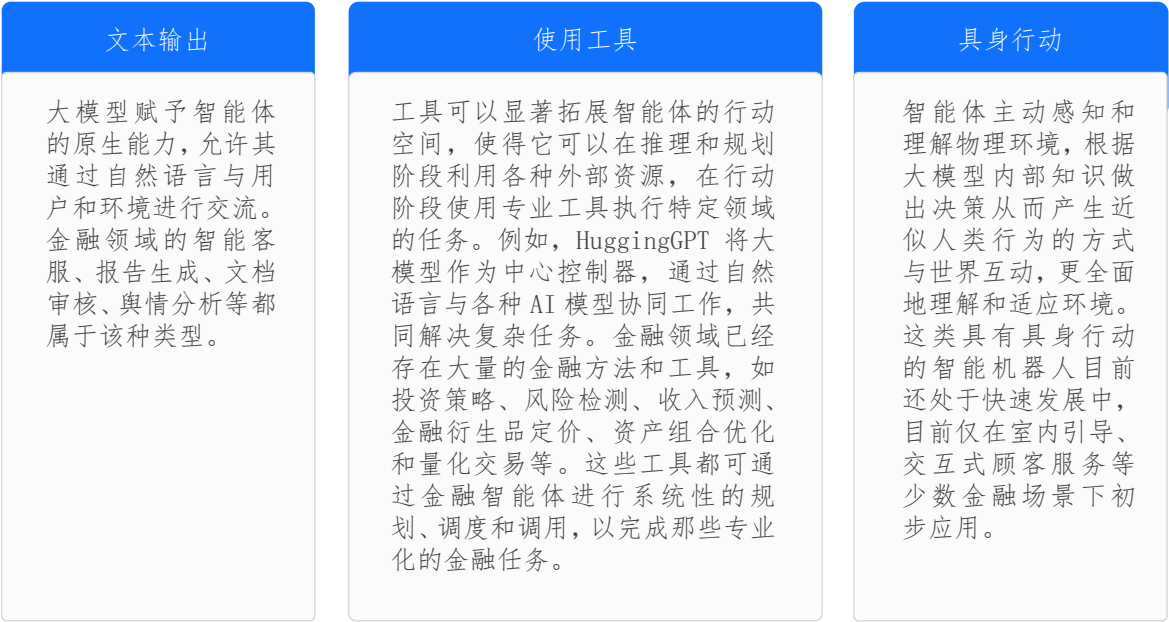 文本输出
大模型赋予智能体
的原生能力,允许其
通过自然语言与用
户和环境进行交流。
金融领域的智能客
服、报告生成、文档
审核、舆情分析等都
属于该种类型。
使用工具
工具可以显著拓展智能体的行动
空间，使得它可以在推理和规划
阶段利用各种外部资源，在行动
阶段使用专业工具执行特定领域
的任务。例如，HuggingGPT 将大
模型作为中心控制器，通过自然
语言与各种 AI 模型协同工作，共
同解决复杂任务。金融领域已经
存在大量的金融方法和工具，如
投资策略、风险检测、收入预测、
金融衍生品定价、资产组合优化
和量化交易等。这些工具都可通
过金融智能体进行系统性的规
划、调度和调用，以完成那些专业
化的金融任务。
具身行动
智能体主动感知和
理解物理环境，根据
大模型内部知识做
出决策从而产生近
似人类行为的方式
与世界互动，更全面
地理解和适应环境。
这类具有具身行动
的智能机器人目前
还处于快速发展中，
目前仅在室内引导、
交互式顾客服务等
少数金融场景下初
步应用。